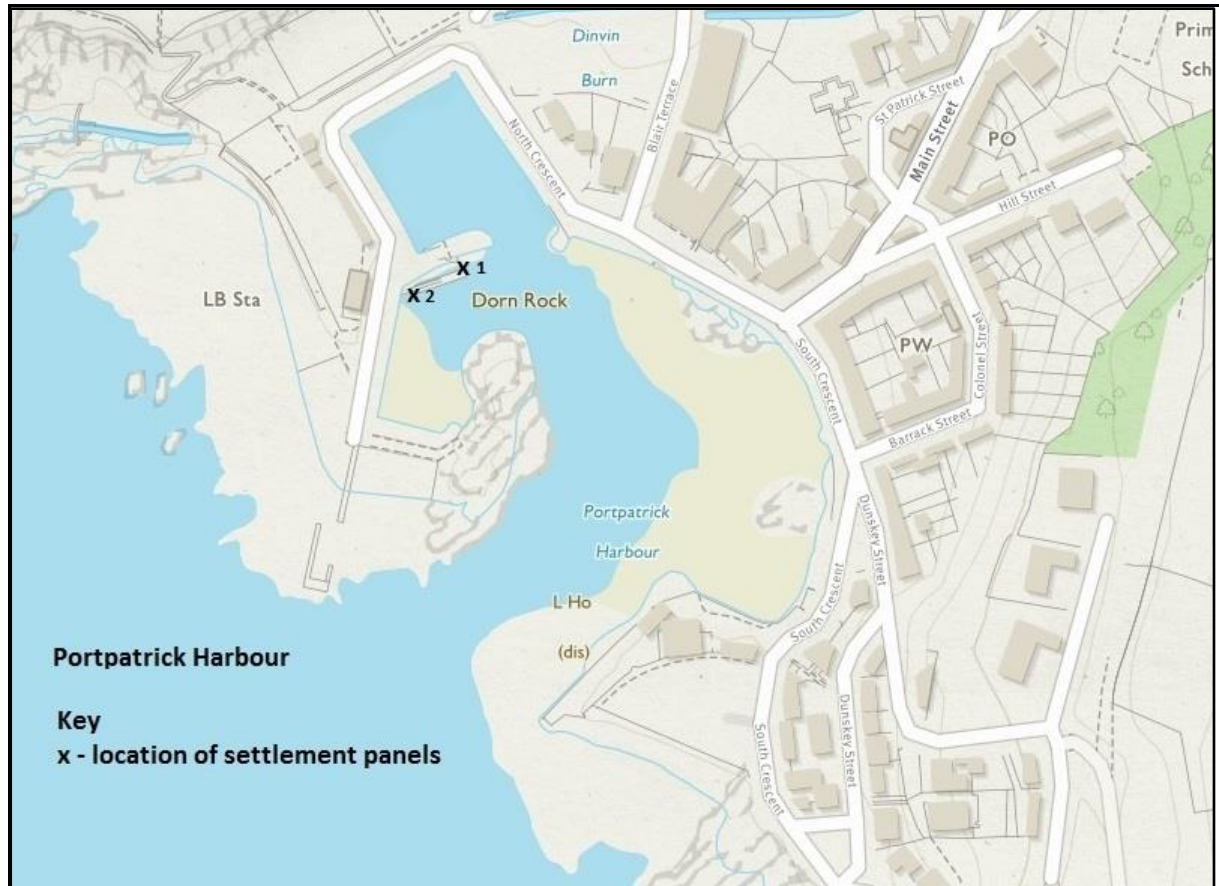 Dinvin
Burn
Prim
Sch
St Patrick Street
PO
Main Street
Blair Terrace
North Crescent
Hill Street
x 1
x 2
LB Sta
Dorn Rock
PW
Colonel Street
South Crescent
Barrack Street
Portpatrick
Harbour
Dunskey Street
L Ho
(dis)
South Crescent
Portpatrick Harbour
Key
x - location of settlement panels
South Crescent
Dunskey Street